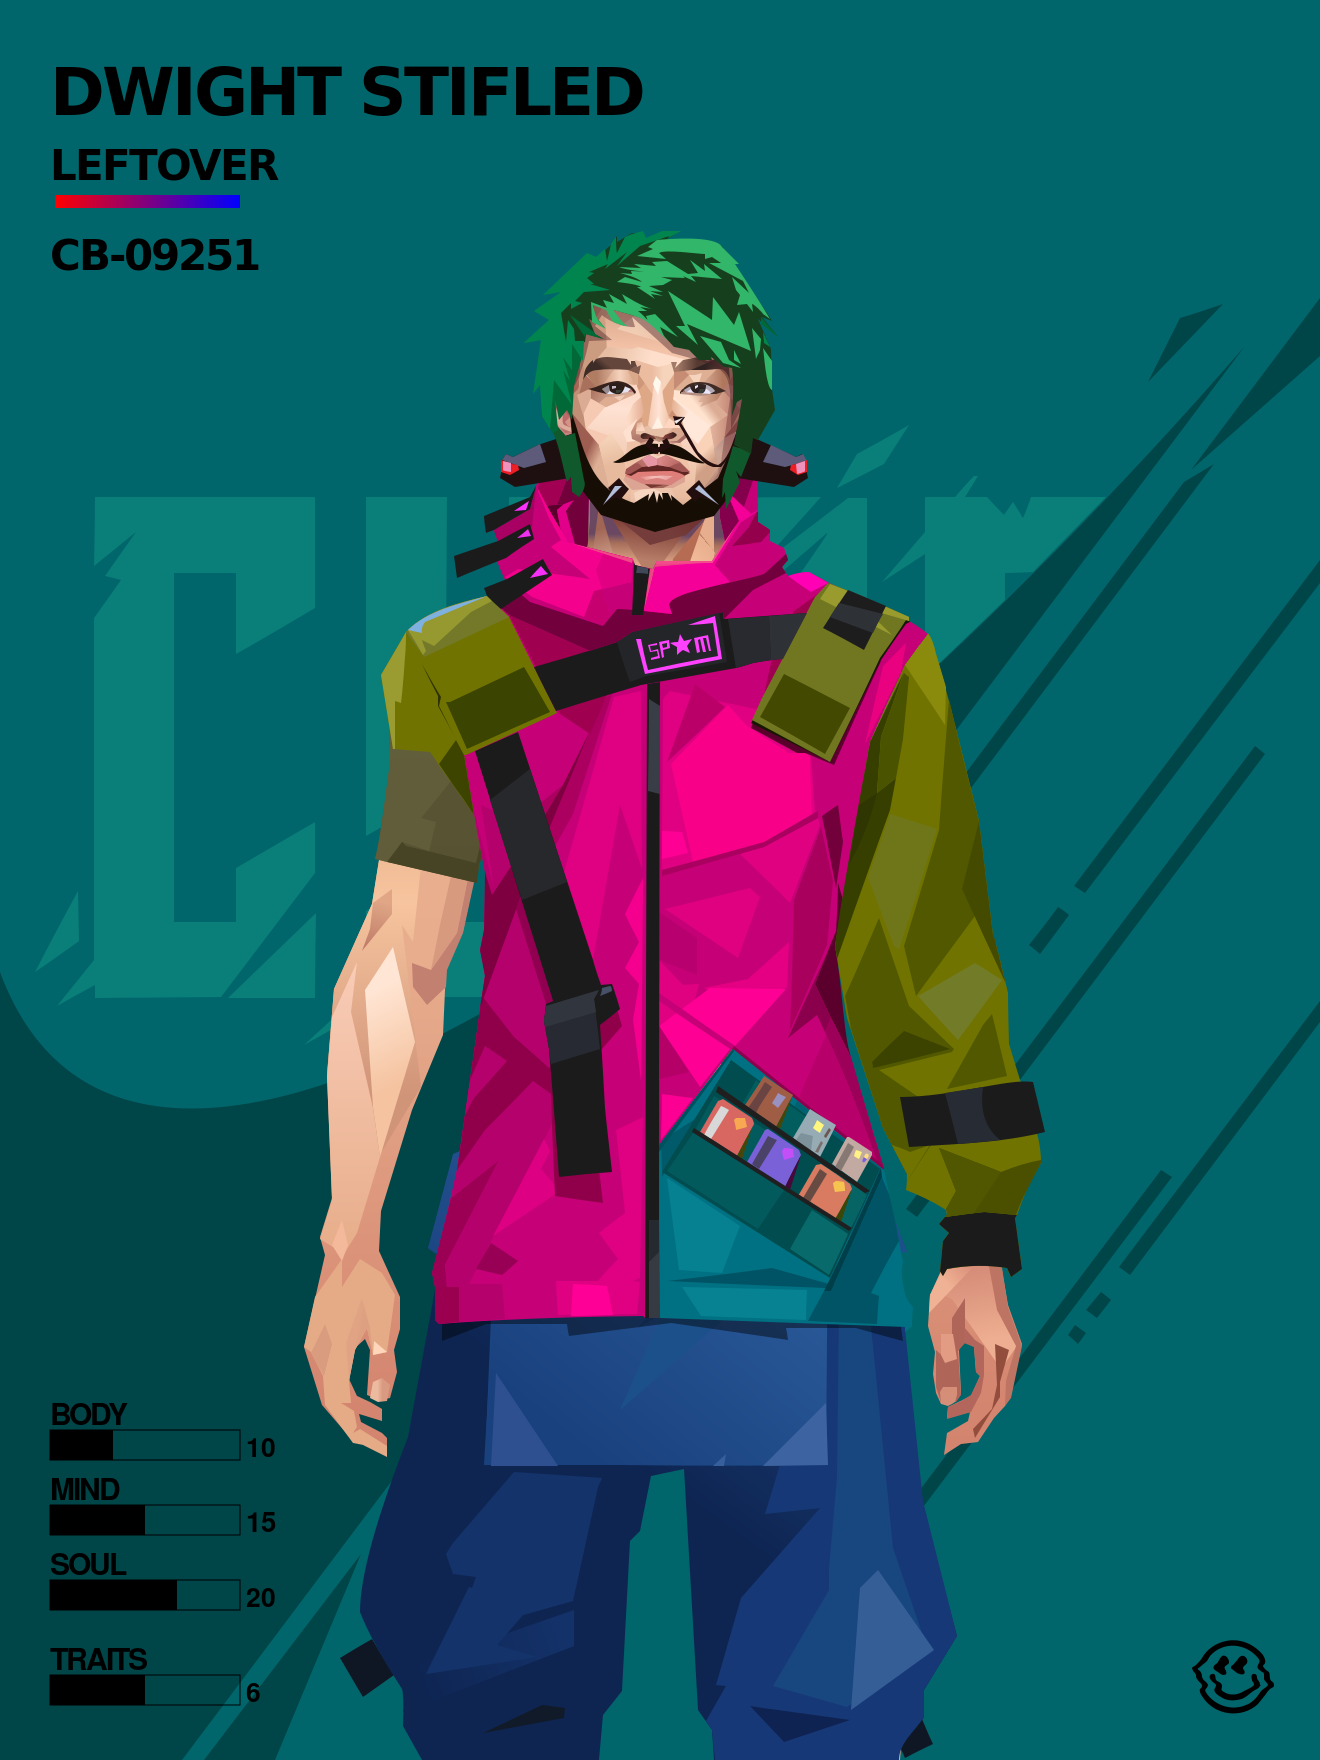 DWIGHT STIFLED
LEFTOVER
CB-09251
SP★M
BODY
10
MIND
15
SOUL
20
TRAITS
6